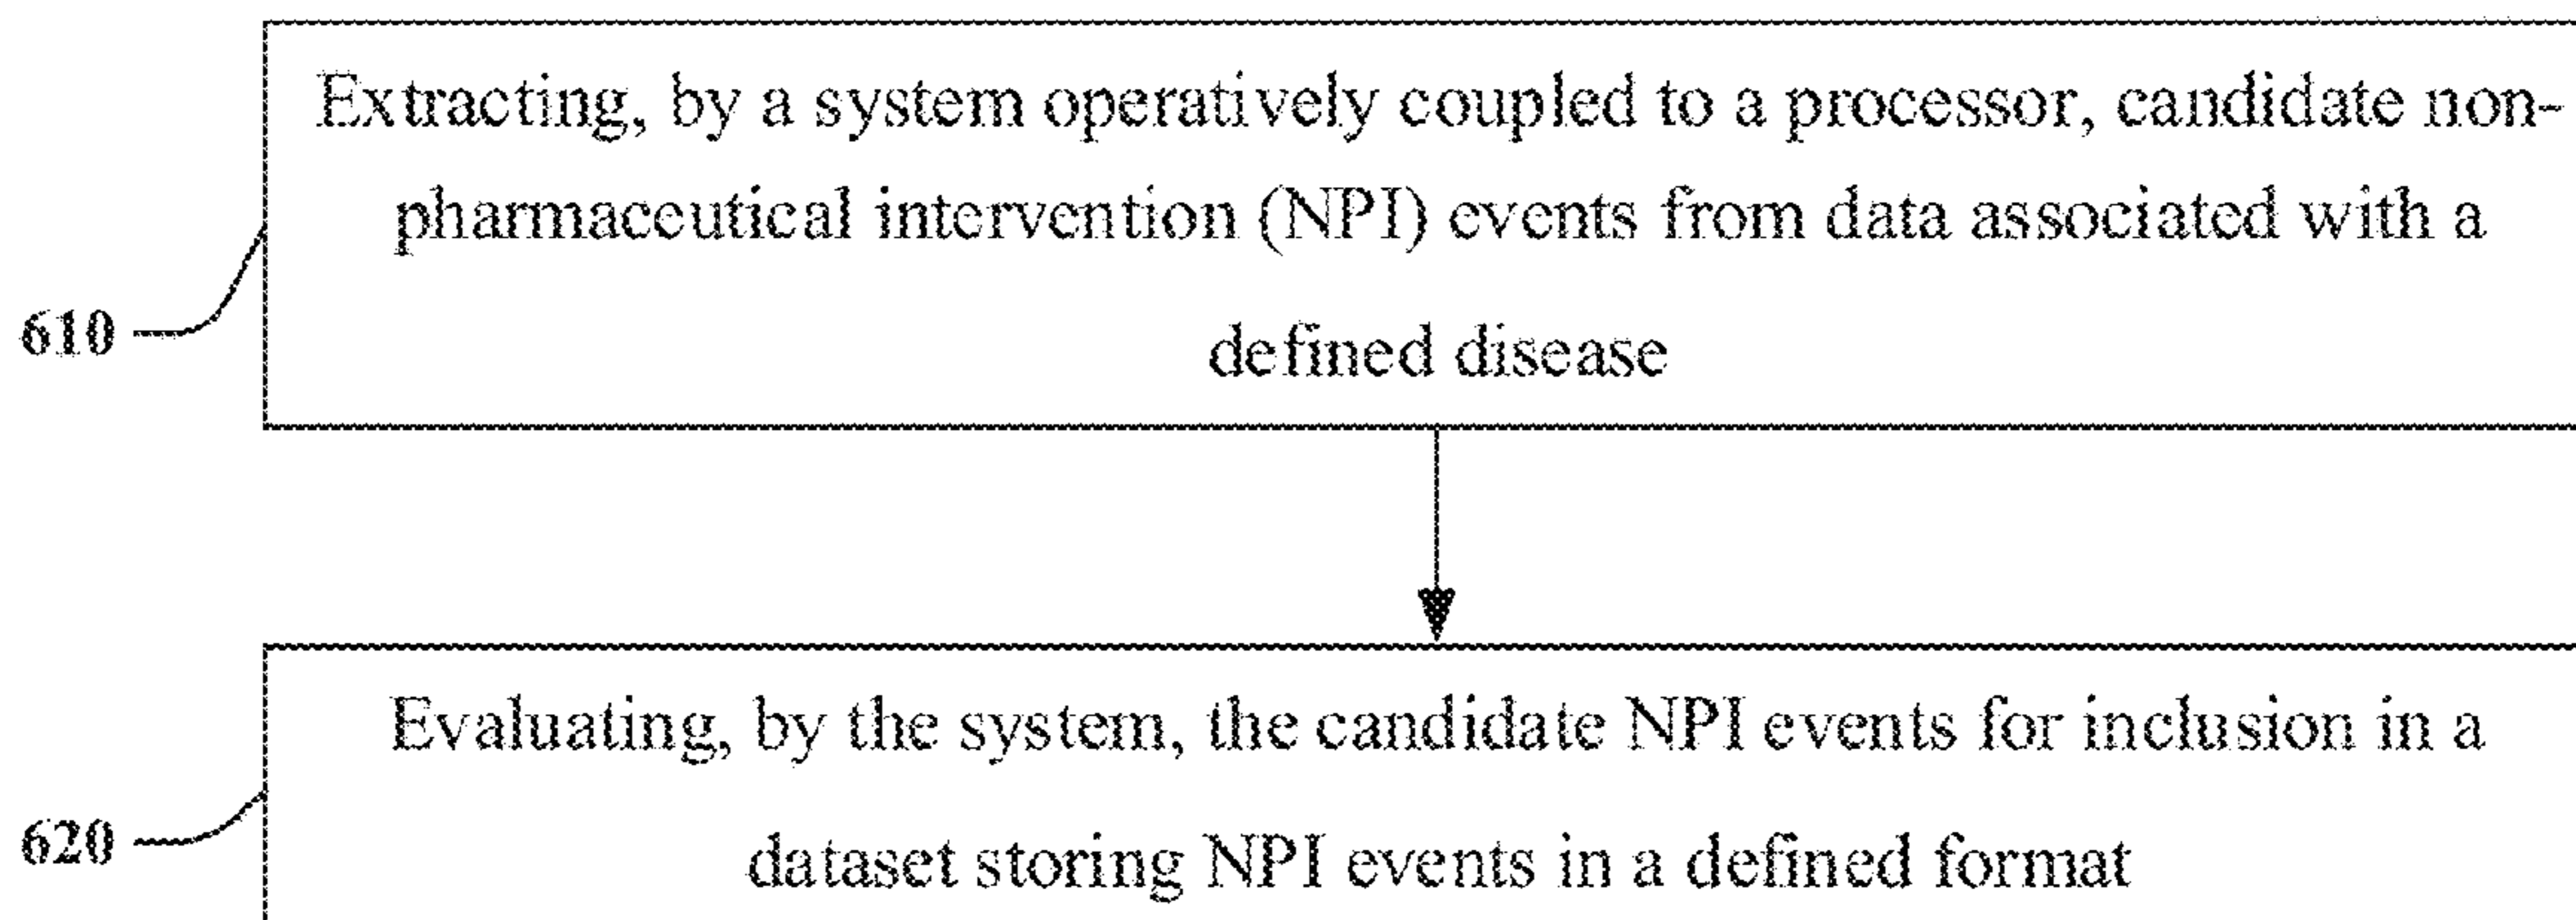 Extracting, by a system operatively coupled to a processor, candidate non-
pharmaceutical intervention (NPI) events from data associated with a
610
defined disease
Evaluating, by the system, the candidate NPI events for inclusion in a
620
dataset storing NPI events in a defined format